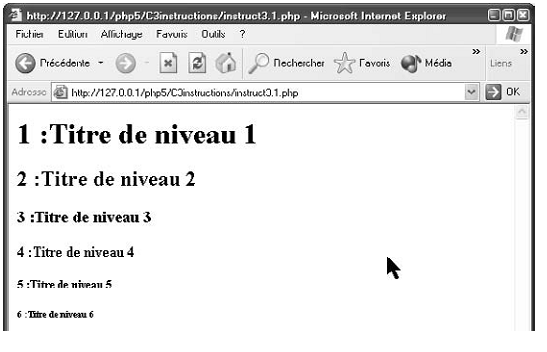 http://127.0.0.1/php5/C3instructions/instruct3.1.php - Microsoft Internet Explorer
Fichier Edition Affichage Favoris Outils ?
Précédente Rechercher Favoris Média » Liens »
Adresse http://127.0.0.1/php5/C3instructions/instruct3.1.php OK
1 :Titre de niveau 1
2 :Titre de niveau 2
3 :Titre de niveau 3
4 :Titre de niveau 4
5 :Titre de niveau 5
6 :Titre de niveau 6